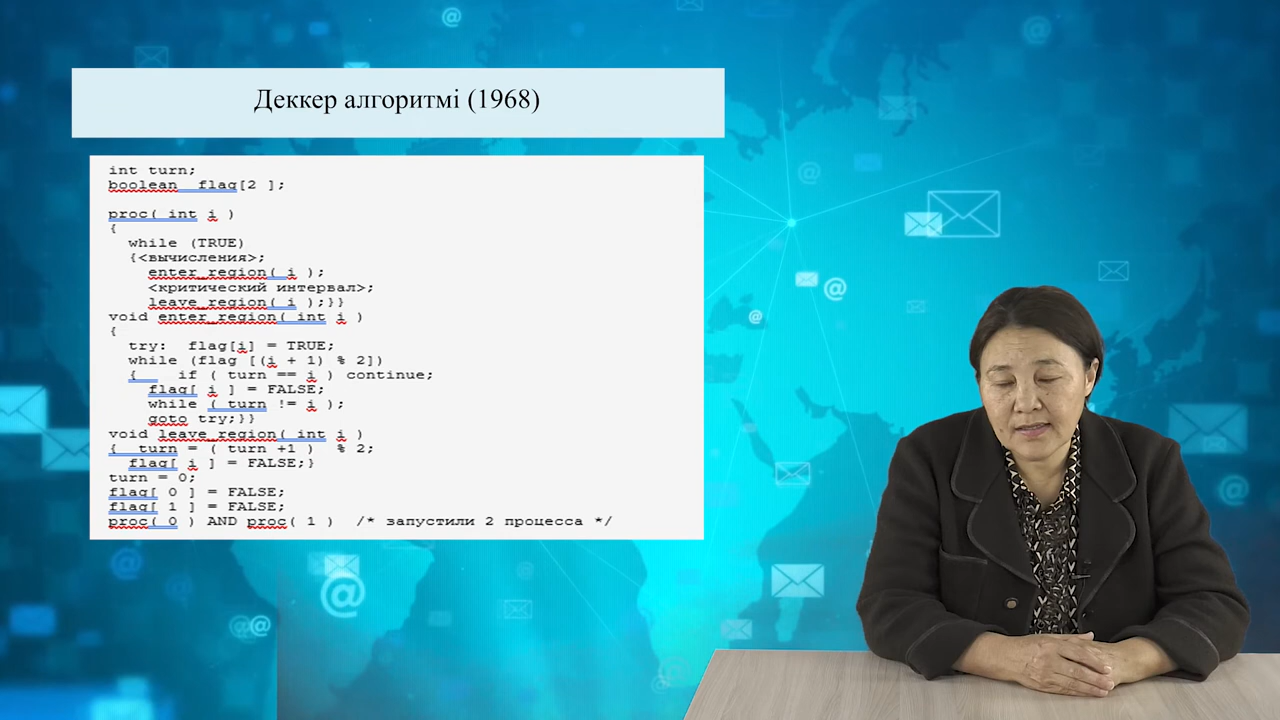 Деккер алгоритмі (1968)
int turn;
boolean flag[2 ];
proc( int i )
{
while (TRUE)
{<вычисления>;
enter_region( i );
<критический интервал>;
leave_region( i );}}
void enter_region( int i )
{
try: flag[i] = TRUE;
while (flag [(i + 1) % 2])
{ if ( turn == i ) continue;
flag[ i ] = FALSE;
while ( turn != i );
goto try;}}
void leave_region( int i )
{ turn = ( turn +1 ) % 2;
flag[ i ] = FALSE;}
turn = 0;
flag[ 0 ] = FALSE;
flag[ 1 ] = FALSE;
proc( 0 ) AND proc( 1 ) /* запустили 2 процесса */